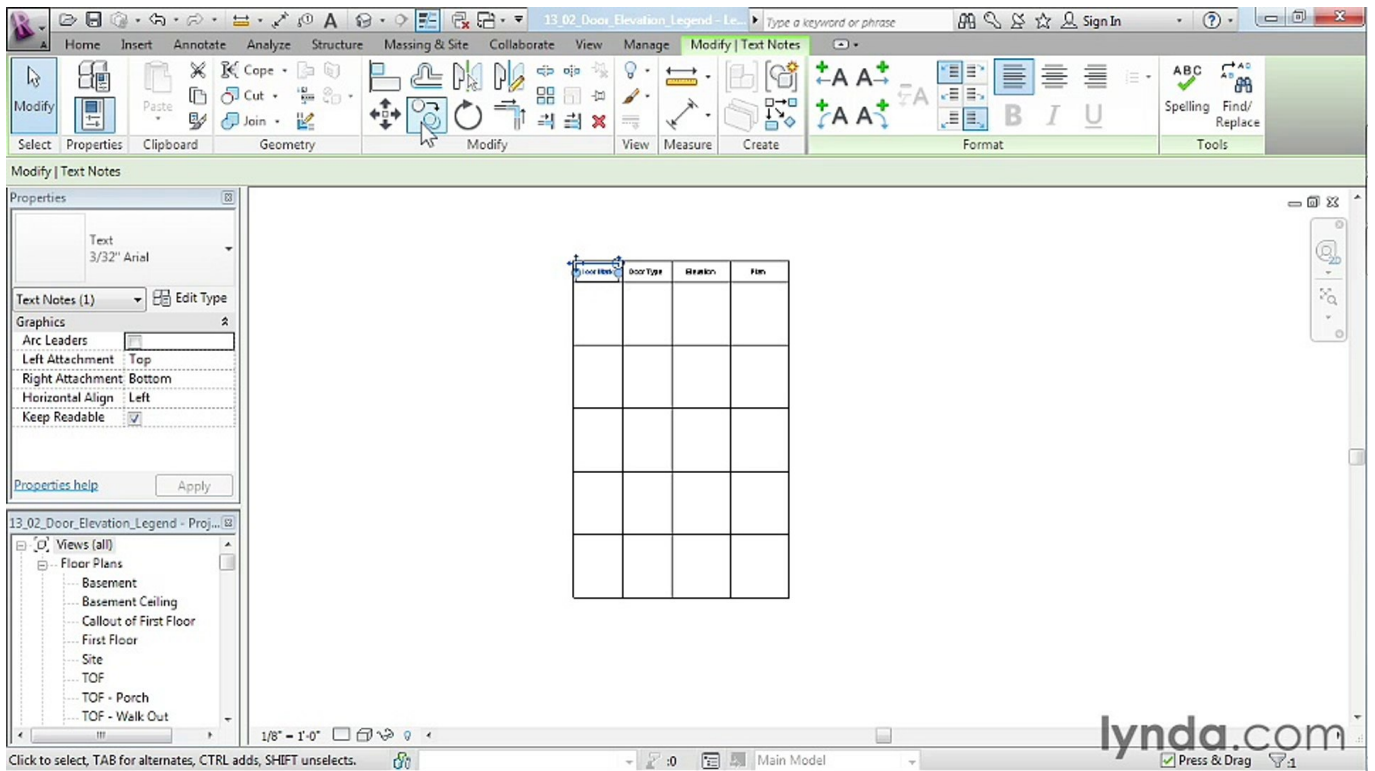 13_02_Door_Elevation_Legend - Le...
Type a keyword or phrase
Sign In
Home Insert Annotate Analyze Structure Massing & Site Collaborate View Manage Modify | Text Notes
Modify
Paste
Cope
Cut
Join
ABC
Spelling
Find/
Replace
Select Properties Clipboard Geometry Modify View Measure Create Format Tools
Modify | Text Notes
Properties
Text
3/32" Arial
Text Notes (1)
Edit Type
Graphics
Arc Leaders
Left Attachment Top
Right Attachment Bottom
Horizontal Align Left
Keep Readable
Properties help
Apply
Door Mark Door Type Elevation Plan
13_02_Door_Elevation_Legend - Proj...
Views (all)
Floor Plans
Basement
Basement Ceiling
Callout of First Floor
First Floor
Site
TOF
TOF - Porch
TOF - Walk Out
1/8" = 1'-0"
lynda.com
Click to select, TAB for alternates, CTRL adds, SHIFT unselects.
:0
Main Model
Press & Drag
:1